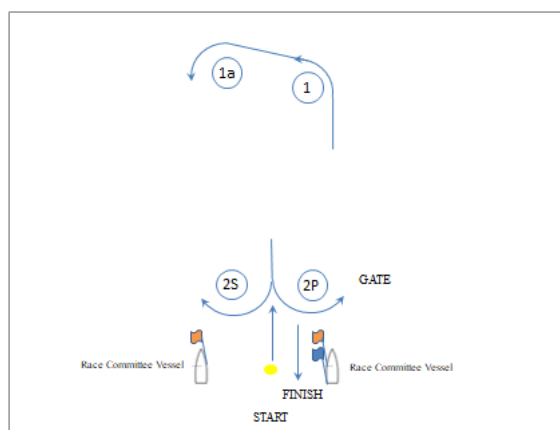 1a
1
2S
2P
GATE
Race Committee Vessel
Race Committee Vessel
FINISH
START